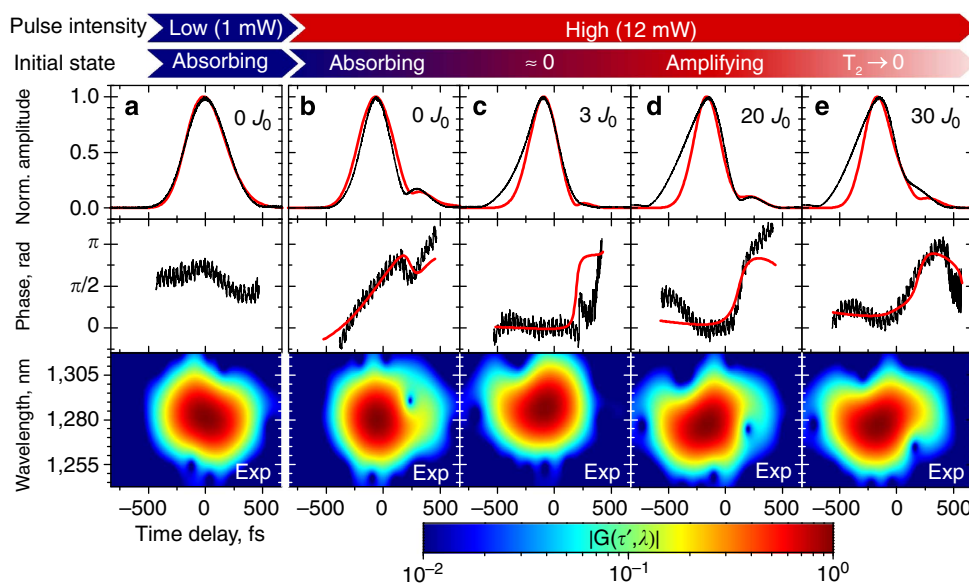 Pulse intensity Low (1 mW) High (12 mW)
Initial state Absorbing Absorbing ≈ 0 Amplifying T₂ → 0
Norm. amplitude
1.0
0.5
0.0
a 0 J₀
b 0 J₀
c 3 J₀
d 20 J₀
e 30 J₀
Phase, rad
π
π/2
0
Wavelength, nm
1,305
1,280
1,255
Exp Exp Exp Exp Exp
−500 0 500 −500 0 500 −500 0 500 −500 0 500 −500 0 500
Time delay, fs
|G(τ′,λ)|
10⁻² 10⁻¹ 10⁰